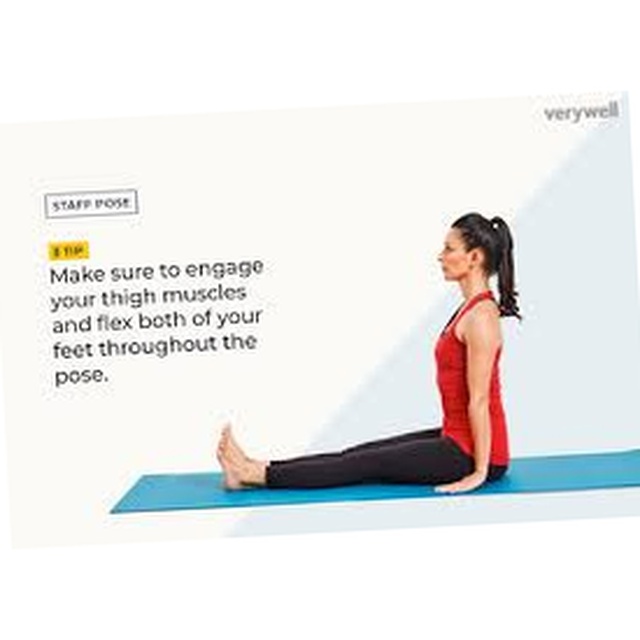 verywell
STAFF POSE
TIP
Make sure to engage
your thigh muscles
and flex both of your
feet throughout the
pose.